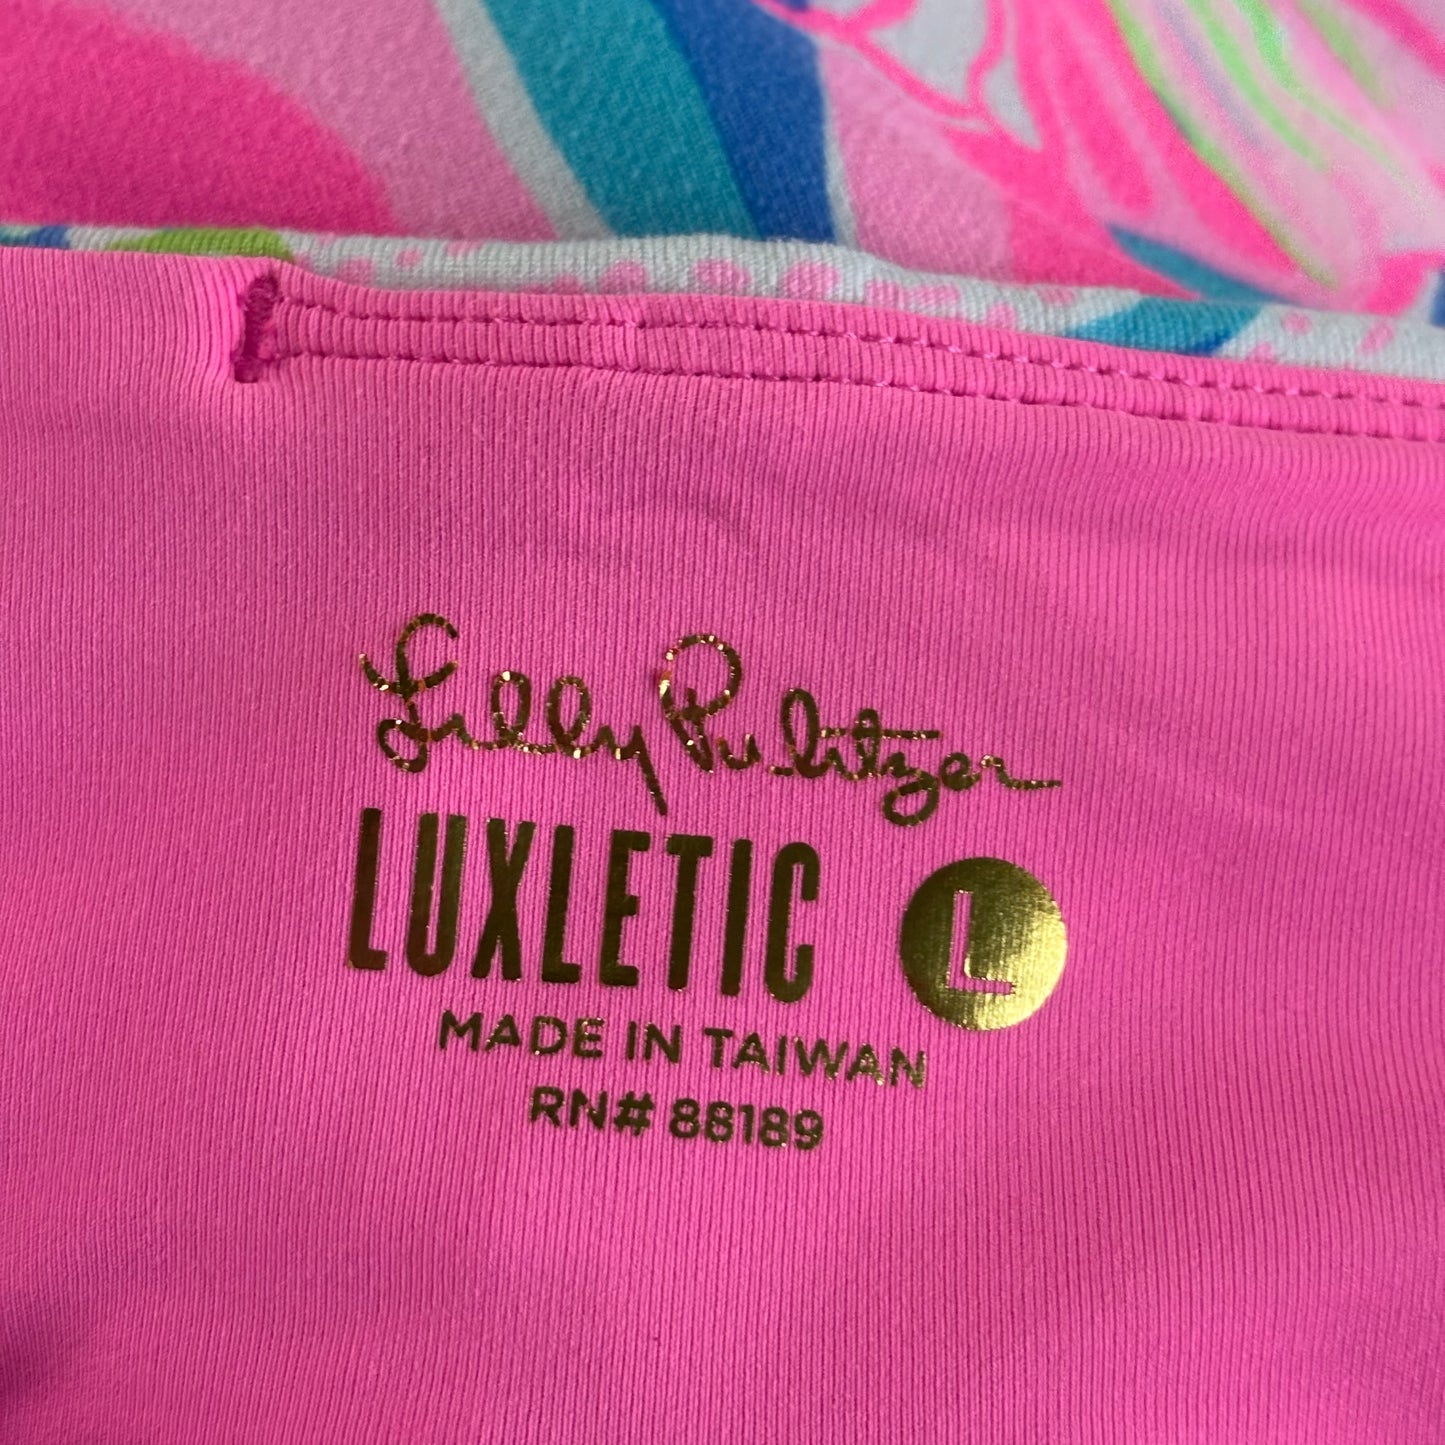 Lilly Pulitzer
LUXLETIC L
MADE IN TAIWAN
RN# 88189